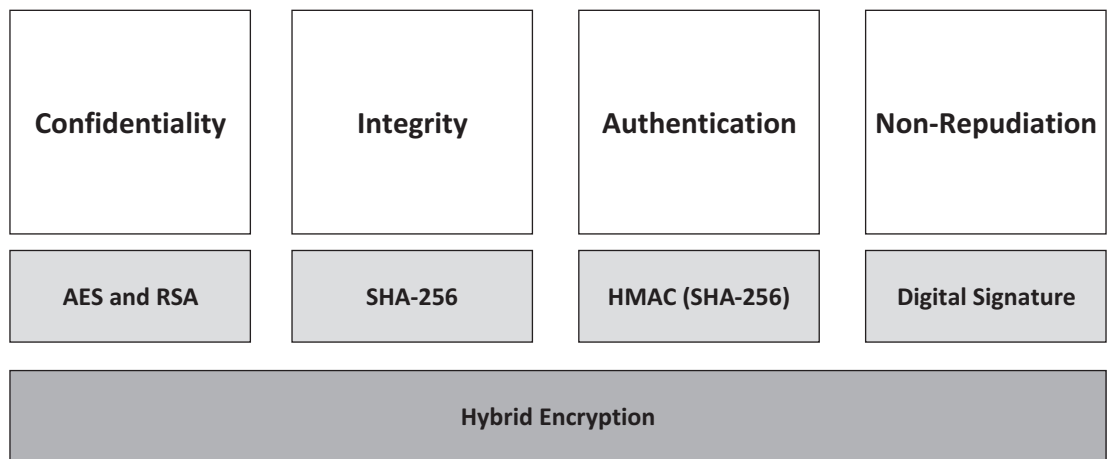 Confidentiality
Integrity
Authentication
Non-Repudiation
AES and RSA
SHA-256
HMAC (SHA-256)
Digital Signature
Hybrid Encryption